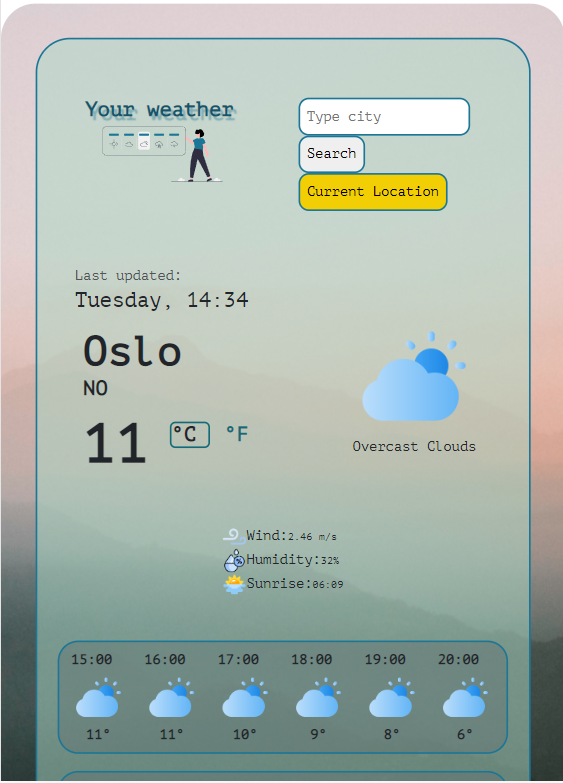 Your weather
Type city
Search
Current Location
Last updated:
Tuesday, 14:34
Oslo
NO
11 °C °F
Overcast Clouds
Wind:2.46 m/s
Humidity:32%
Sunrise:06:09
15:00 16:00 17:00 18:00 19:00 20:00
11° 11° 10° 9° 8° 6°